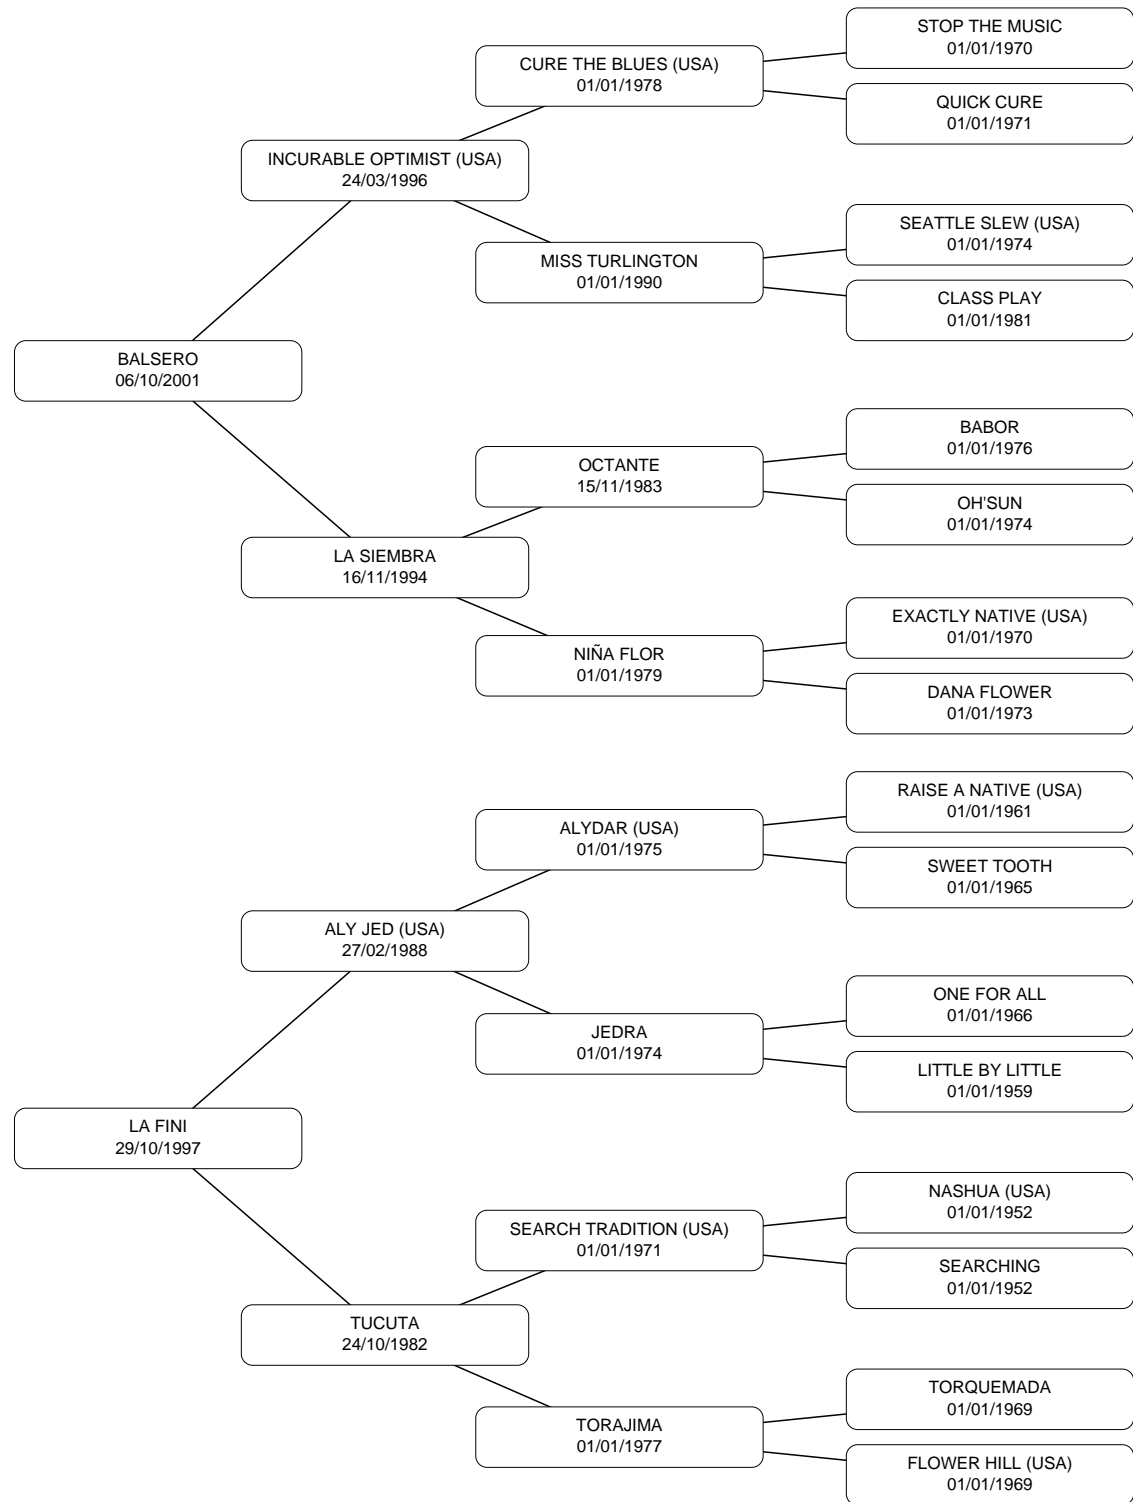 STOP THE MUSIC
01/01/1970
CURE THE BLUES (USA)
01/01/1978
QUICK CURE
01/01/1971
INCURABLE OPTIMIST (USA)
24/03/1996
SEATTLE SLEW (USA)
01/01/1974
MISS TURLINGTON
01/01/1990
CLASS PLAY
01/01/1981
BALSERO
06/10/2001
BABOR
01/01/1976
OCTANTE
15/11/1983
OH'SUN
01/01/1974
LA SIEMBRA
16/11/1994
EXACTLY NATIVE (USA)
01/01/1970
NIÑA FLOR
01/01/1979
DANA FLOWER
01/01/1973
RAISE A NATIVE (USA)
01/01/1961
ALYDAR (USA)
01/01/1975
SWEET TOOTH
01/01/1965
ALY JED (USA)
27/02/1988
ONE FOR ALL
01/01/1966
JEDRA
01/01/1974
LITTLE BY LITTLE
01/01/1959
LA FINI
29/10/1997
NASHUA (USA)
01/01/1952
SEARCH TRADITION (USA)
01/01/1971
SEARCHING
01/01/1952
TUCUTA
24/10/1982
TORQUEMADA
01/01/1969
TORAJIMA
01/01/1977
FLOWER HILL (USA)
01/01/1969